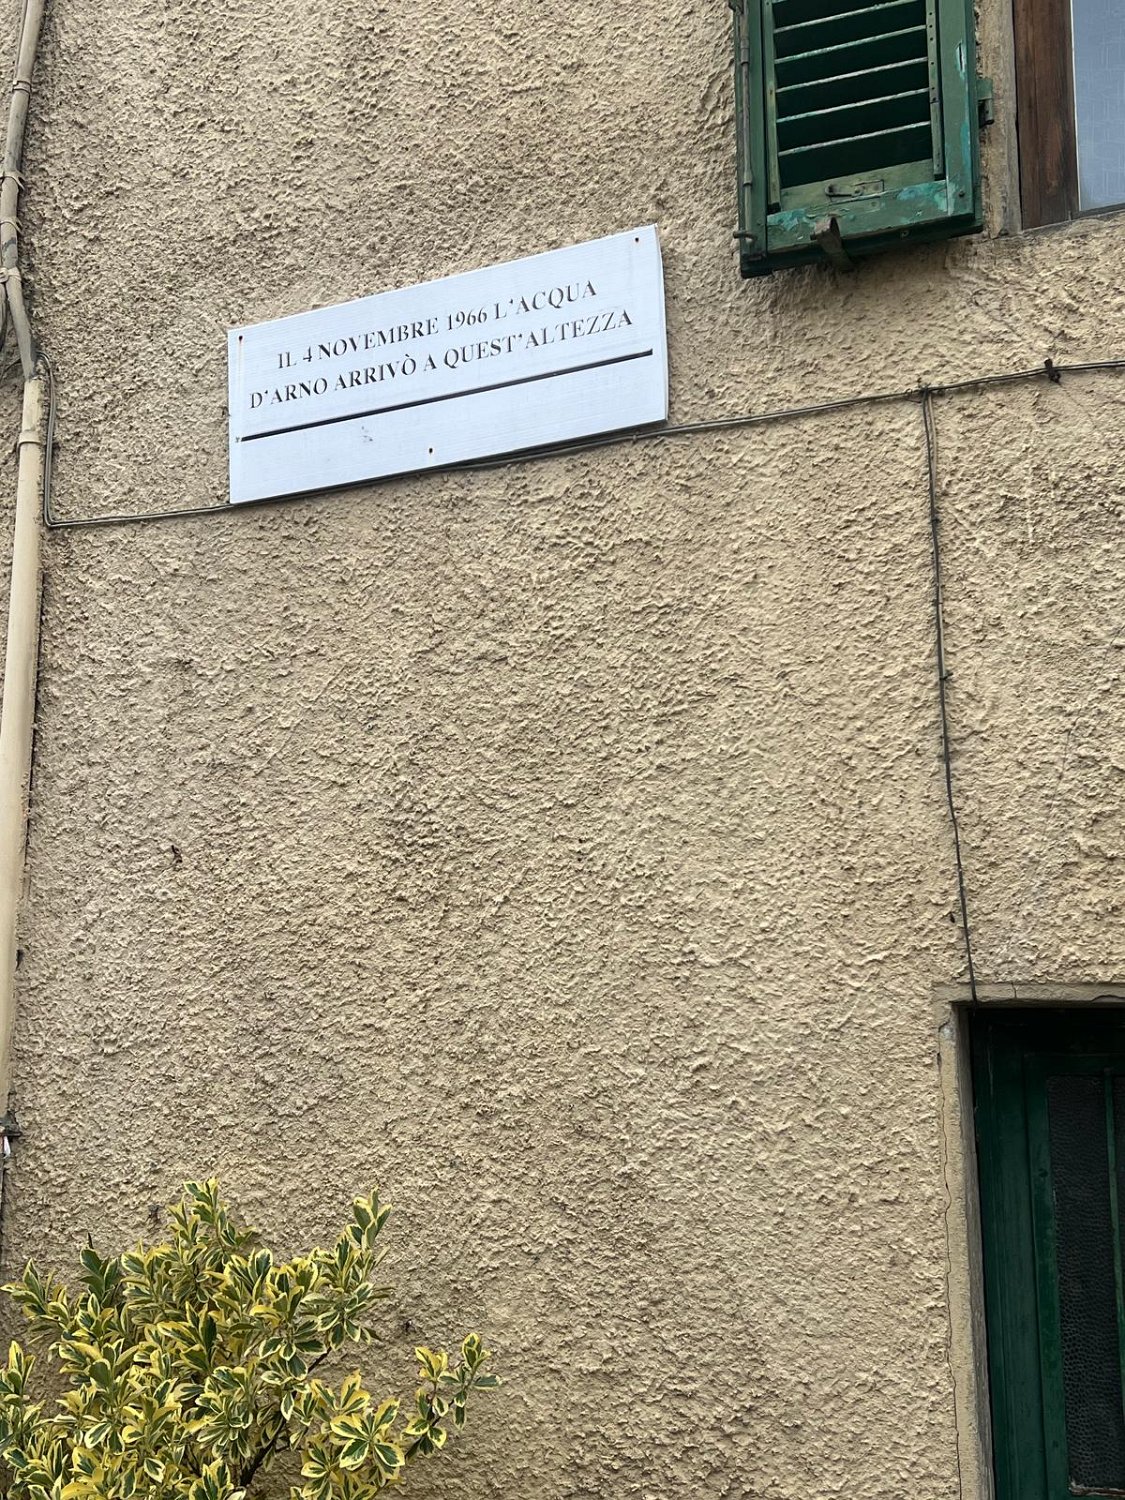 IL 4 NOVEMBRE 1966 L'ACQUA
D'ARNO ARRIVÒ A QUEST'ALTEZZA